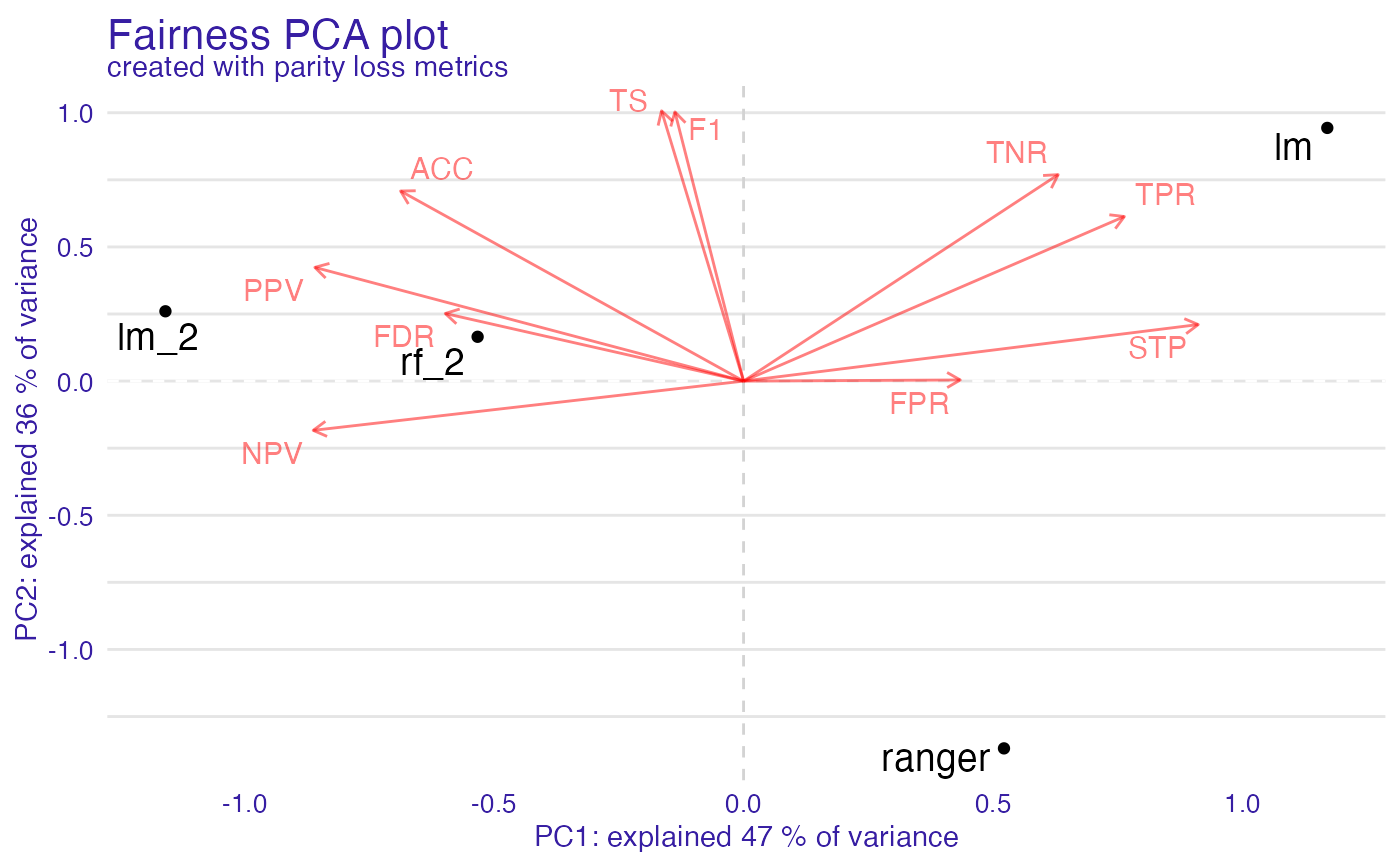 Fairness PCA plot
created with parity loss metrics
PC2: explained 36 % of variance
1.0
0.5
0.0
-0.5
-1.0
TS
F1
ACC
TNR
lm
TPR
PPV
lm_2
FDR
rf_2
STP
FPR
NPV
ranger
-1.0
-0.5
0.0
0.5
1.0
PC1: explained 47 % of variance